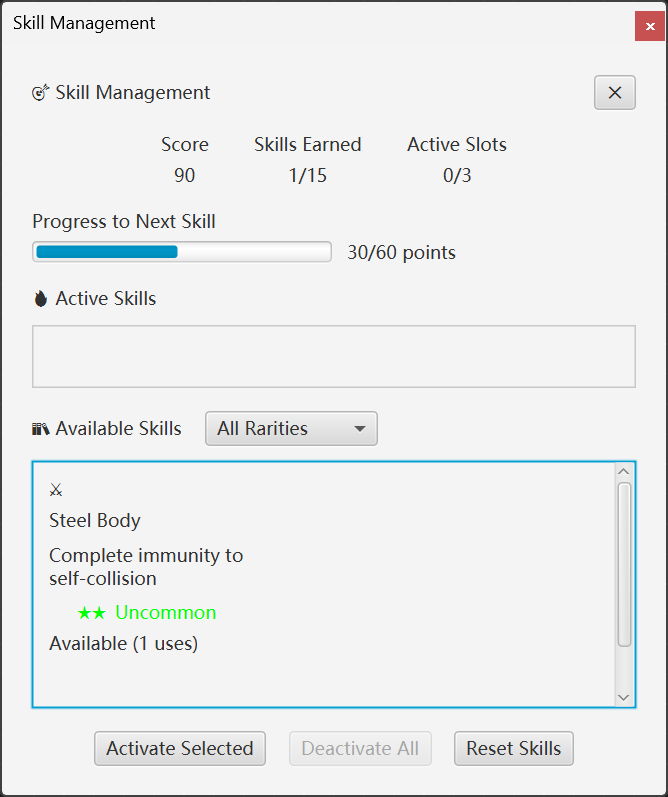 Skill Management
Skill Management
Score Skills Earned Active Slots
90 1/15 0/3
Progress to Next Skill
30/60 points
Active Skills
Available Skills All Rarities
Steel Body
Complete immunity to
self-collision
★★ Uncommon
Available (1 uses)
Activate Selected Deactivate All Reset Skills